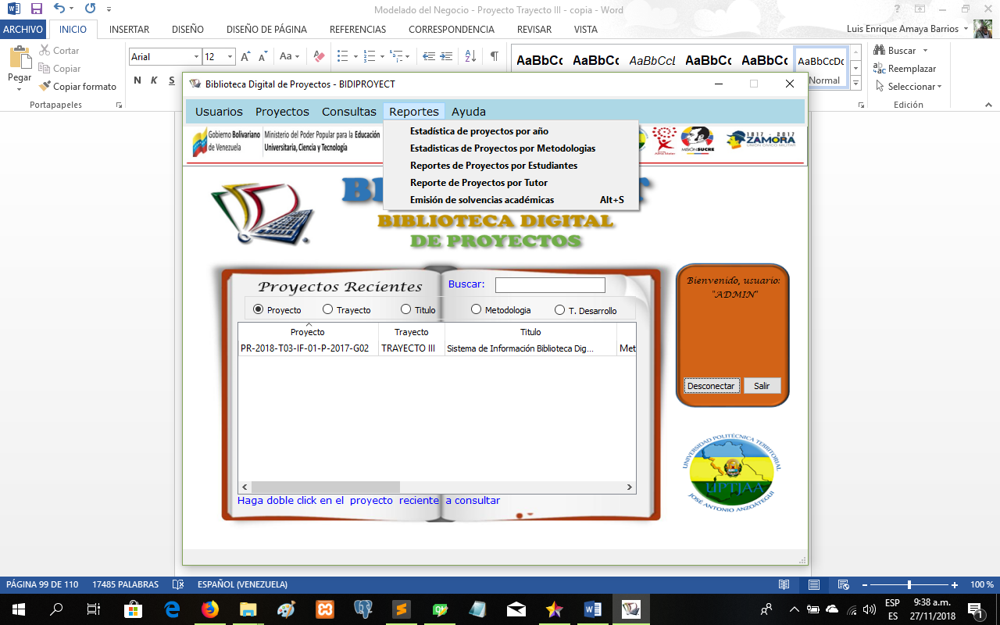 Modelado del Negocio - Proyecto Trayecto III - copia - Word
ARCHIVO INICIO INSERTAR DISEÑO DISEÑO DE PÁGINA REFERENCIAS CORRESPONDENCIA REVISAR VISTA Luis Enrique Amaya Barrios
Pegar
Cortar
Copiar
Copiar formato
Portapapeles
Arial 12
N K S
AaBbCc AaBbCc AaBbCcL AaBbCc AaBbCc AaBbCcDc
Normal
Buscar
Reemplazar
Seleccionar
Edición
Biblioteca Digital de Proyectos - BIDIPROYECT
Usuarios Proyectos Consultas Reportes Ayuda
Estadística de proyectos por año
Estadisticas de Proyectos por Metodologias
Reportes de Proyectos por Estudiantes
Reporte de Proyectos por Tutor
Emisión de solvencias académicas Alt+S
Gobierno Bolivariano
de Venezuela
Ministerio del Poder Popular para la Educación
Universitaria, Ciencia y Tecnología
MISIÓN SUCRE
1817 - 2017
ZAMORA
UNIÓN CÍVICO MILITAR
BIBLIOTECA DIGITAL
DE PROYECTOS
Proyectos Recientes
Buscar:
Proyecto Trayecto Titulo Metodologia T. Desarrollo
Proyecto Trayecto Titulo
PR-2018-T03-IF-01-P-2017-G02 TRAYECTO III Sistema de Información Biblioteca Dig... Met
Haga doble click en el proyecto reciente a consultar
Bienvenido, usuario:
"ADMIN"
Desconectar Salir
UNIVERSIDAD POLITÉCNICA TERRITORIAL
UPTJAA
JOSÉ ANTONIO ANZOÁTEGUI
PÁGINA 99 DE 110 17485 PALABRAS ESPAÑOL (VENEZUELA) 100 %
ESP
ES
9:38 a.m.
27/11/2018
1